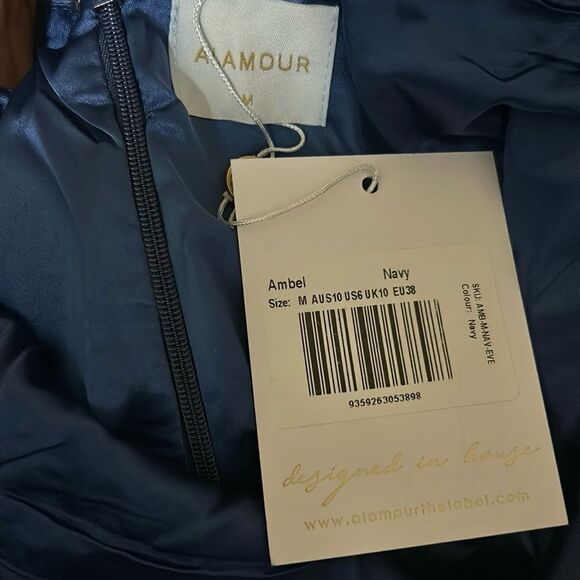 ALAMOUR
M
Ambel Navy
Size: M AUS10 US6 UK10 EU38
SKU: AMB-M-NAV-EVE
Colour: Navy
9359263053898
designed in house
www.alamourthelabel.com